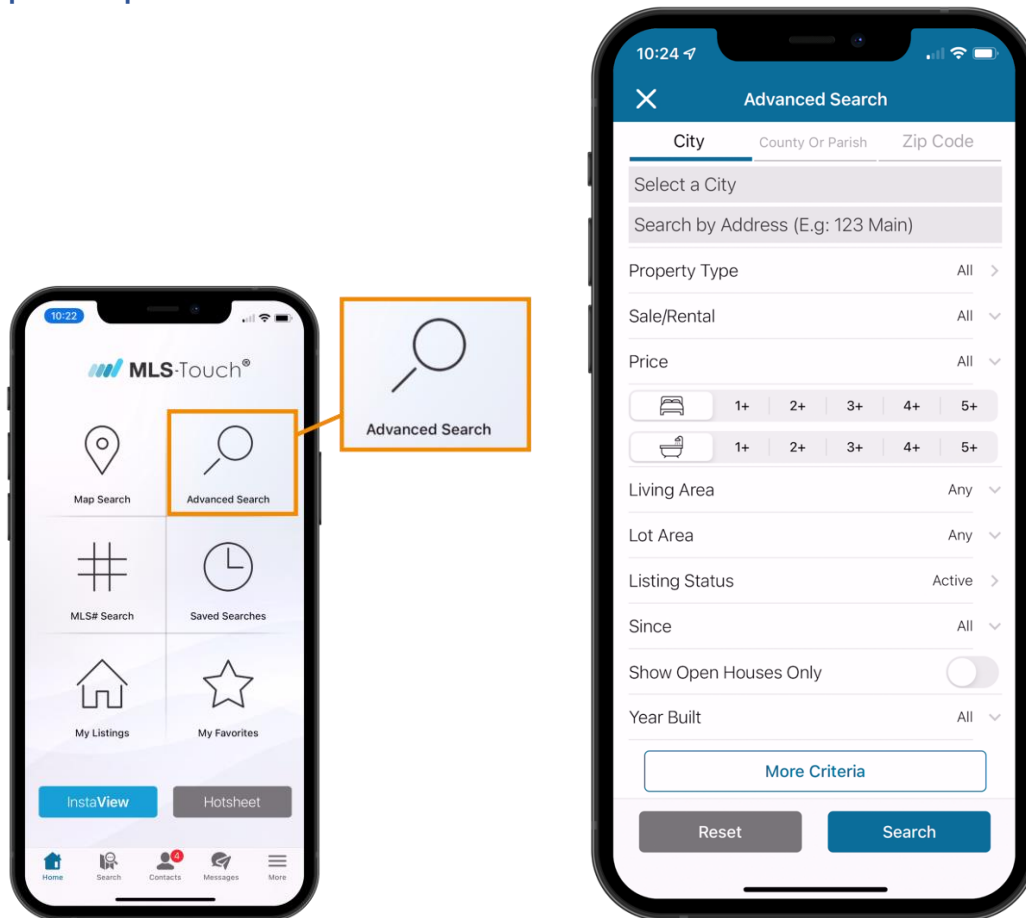 10:22
MLS-Touch®
Map Search
Advanced Search
MLS# Search
Saved Searches
My Listings
My Favorites
InstaView
Hotsheet
4
Home
Search
Contacts
Messages
More
Advanced Search
10:24
Advanced Search
City County Or Parish Zip Code
Select a City
Search by Address (E.g: 123 Main)
Property Type All
Sale/Rental All
Price All
1+ 2+ 3+ 4+ 5+
1+ 2+ 3+ 4+ 5+
Living Area Any
Lot Area Any
Listing Status Active
Since All
Show Open Houses Only
Year Built All
More Criteria
Reset Search